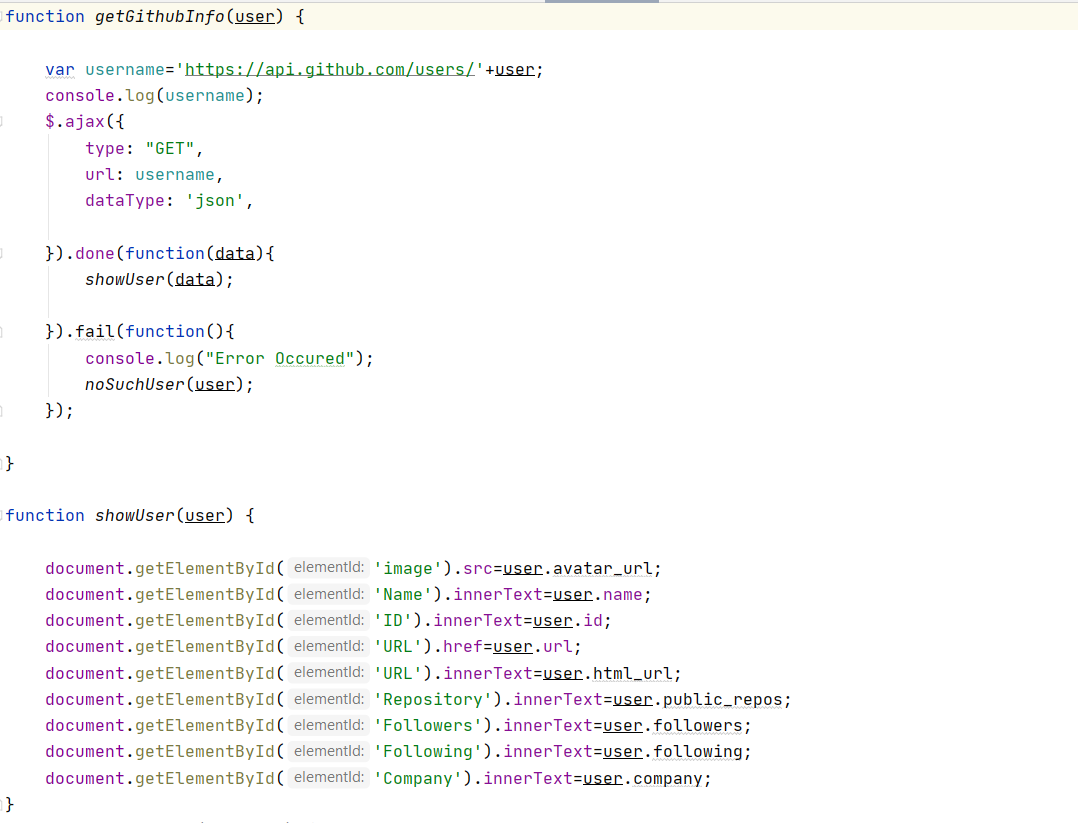 function getGithubInfo(user) {
var username='https://api.github.com/users/'+user;
console.log(username);
$.ajax({
type: "GET",
url: username,
dataType: 'json',
}).done(function(data){
showUser(data);
}).fail(function(){
console.log("Error Occured");
noSuchUser(user);
});
}
function showUser(user) {
document.getElementById( elementId: 'image').src=user.avatar_url;
document.getElementById( elementId: 'Name').innerText=user.name;
document.getElementById( elementId: 'ID').innerText=user.id;
document.getElementById( elementId: 'URL').href=user.url;
document.getElementById( elementId: 'URL').innerText=user.html_url;
document.getElementById( elementId: 'Repository').innerText=user.public_repos;
document.getElementById( elementId: 'Followers').innerText=user.followers;
document.getElementById( elementId: 'Following').innerText=user.following;
document.getElementById( elementId: 'Company').innerText=user.company;
}